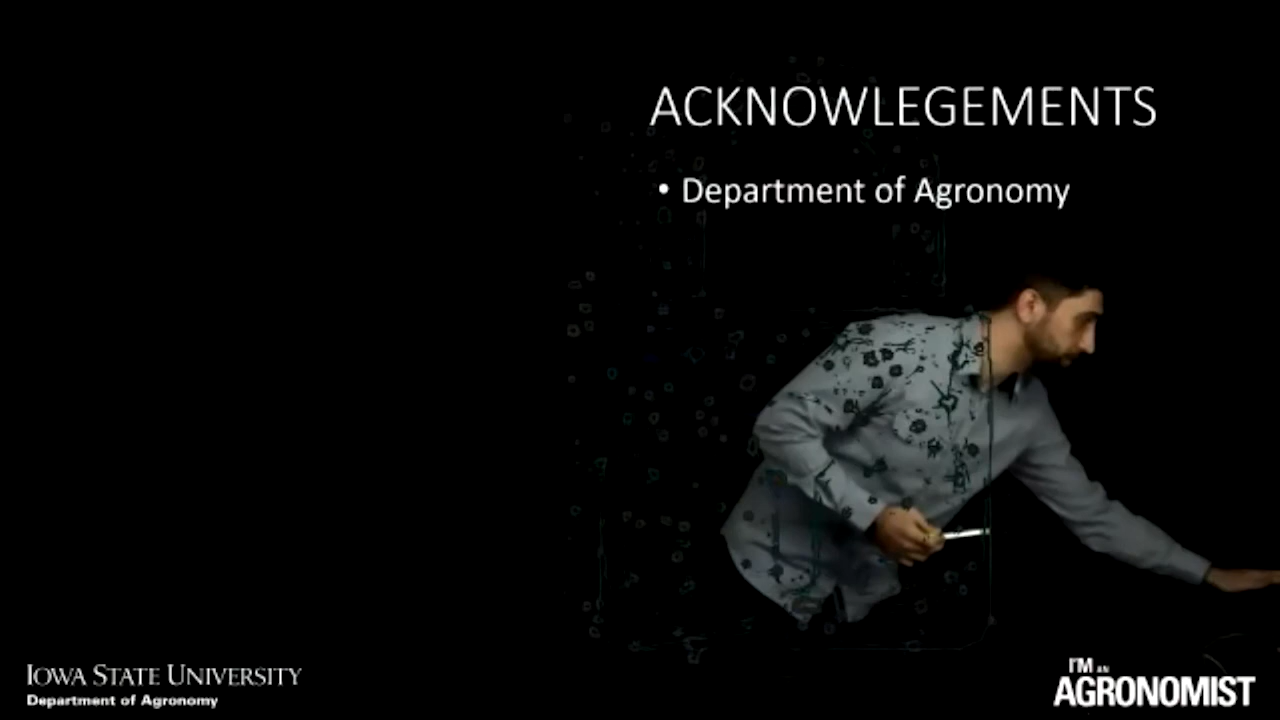 ACKNOWLEGEMENTS
• Department of Agronomy
IOWA STATE UNIVERSITY
Department of Agronomy
I'M AN
AGRONOMIST